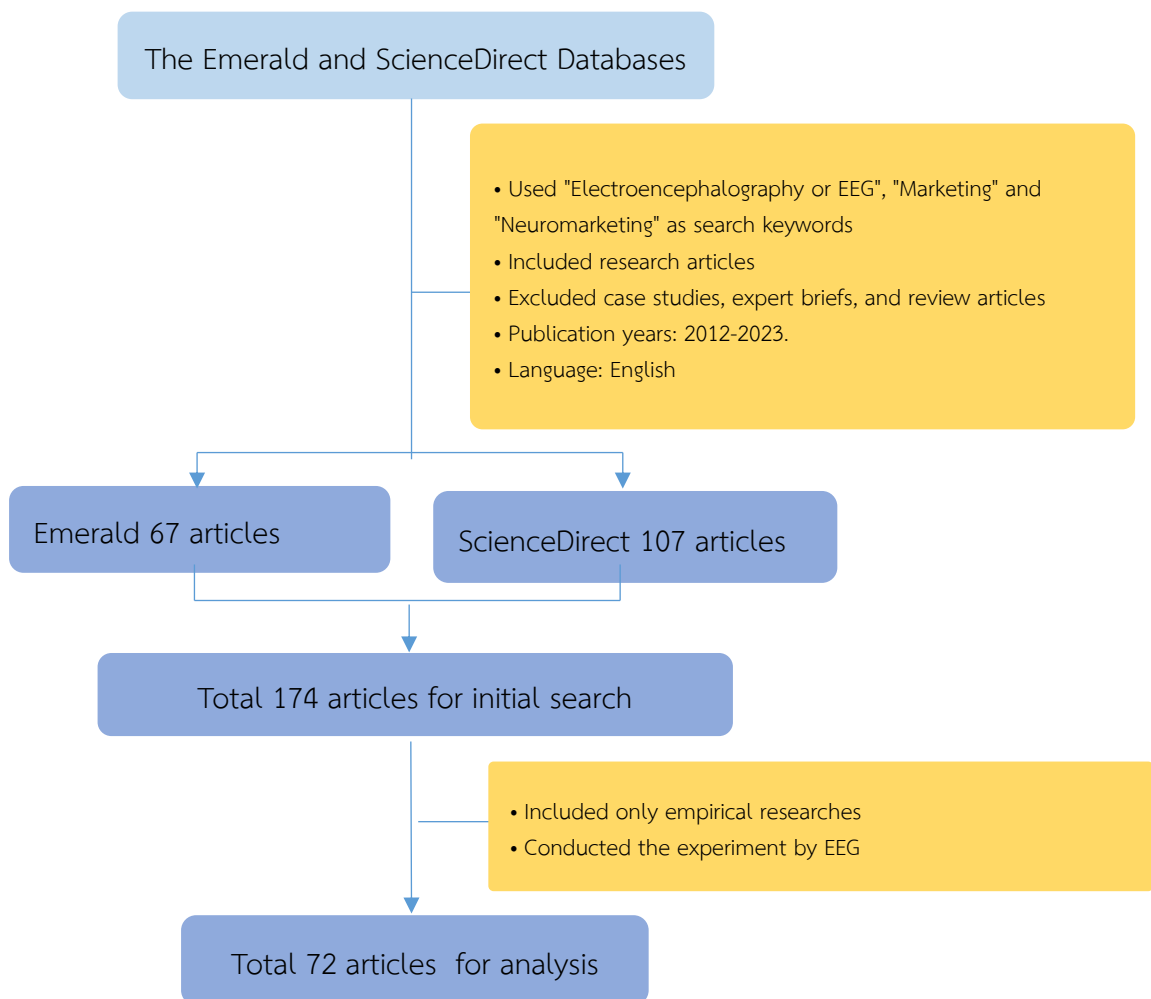 The Emerald and ScienceDirect Databases
• Used "Electroencephalography or EEG", "Marketing" and
"Neuromarketing" as search keywords
• Included research articles
• Excluded case studies, expert briefs, and review articles
• Publication years: 2012-2023.
• Language: English
Emerald 67 articles
ScienceDirect 107 articles
Total 174 articles for initial search
• Included only empirical researches
• Conducted the experiment by EEG
Total 72 articles for analysis